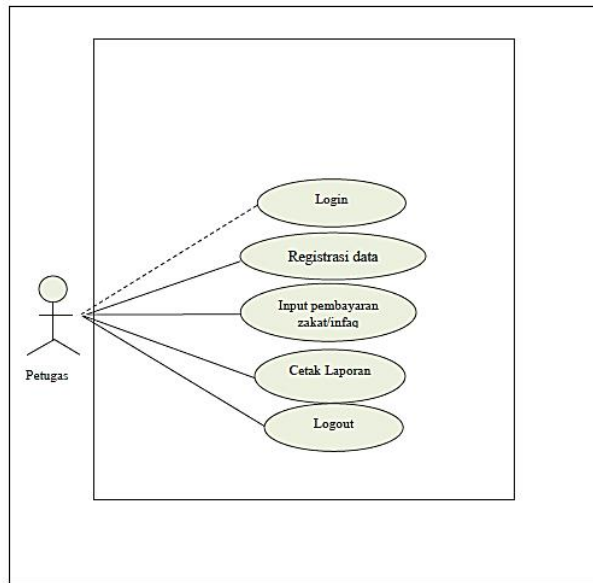 Login
Registrasi data
Input pembayaran
zakat/infaq
Petugas
Cetak Laporan
Logout